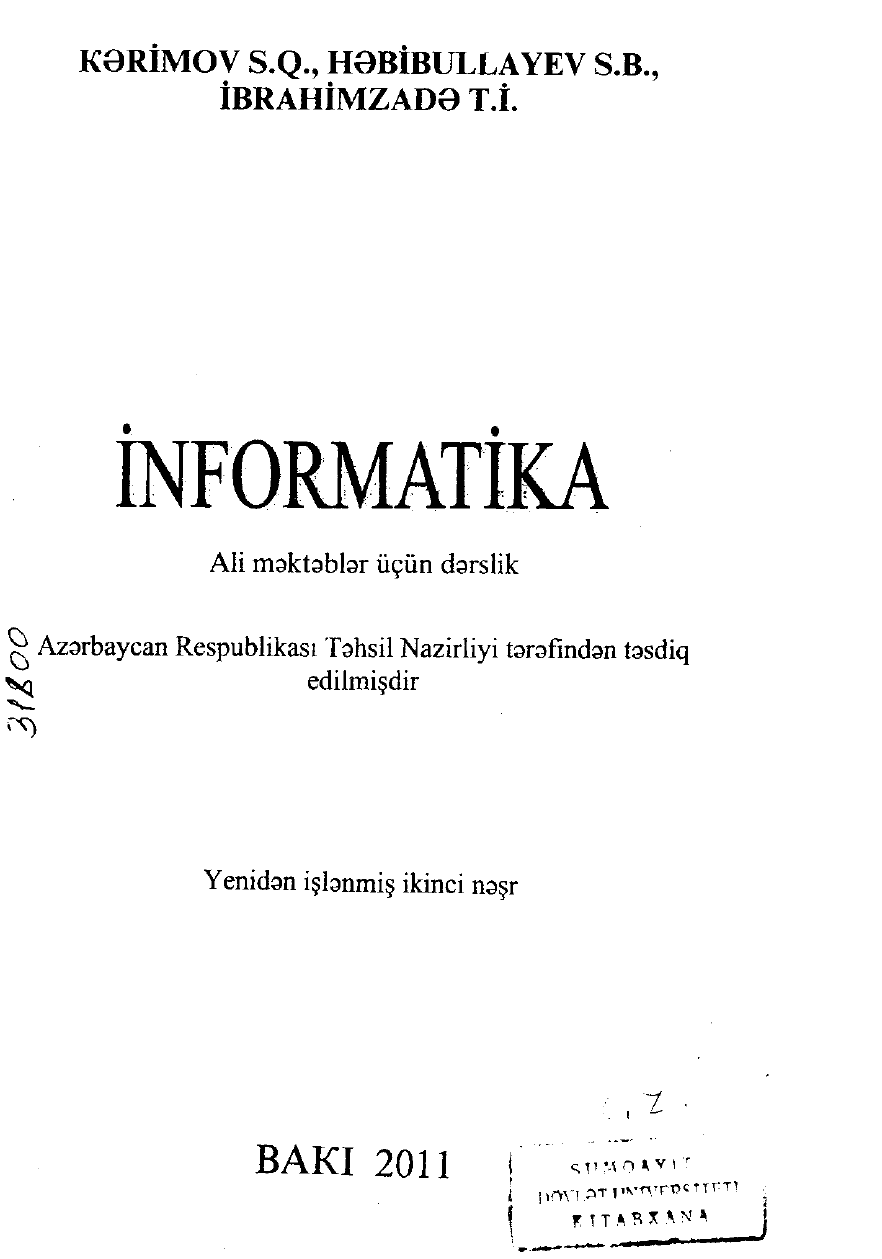 KƏRİMOV S.Q., HƏBİBULLAYEV S.B.,
İBRAHİMZADƏ T.İ.
İNFORMATİKA
Ali məktəblər üçün dərslik
Azərbaycan Respublikası Təhsil Nazirliyi tərəfindən təsdiq
edilmişdir
Yenidən işlənmiş ikinci nəşr
BAKI 2011
SUMQAYIT
DÖVLƏT UNİVERSİTETİ
KİTABXANA